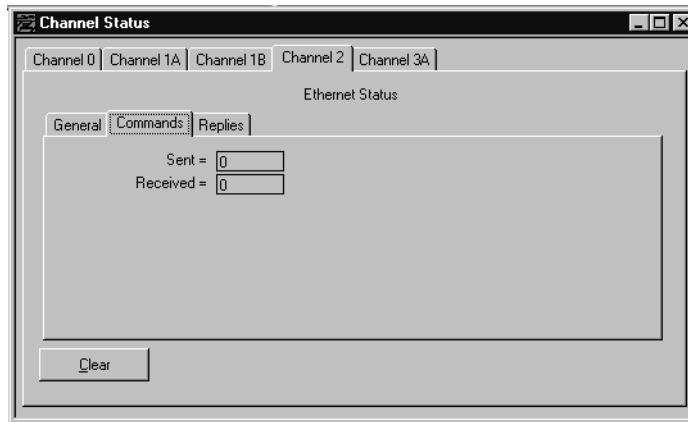 Channel Status
Channel 0 Channel 1A Channel 1B Channel 2 Channel 3A
Ethernet Status
General Commands Replies
Sent = 0
Received = 0
Clear